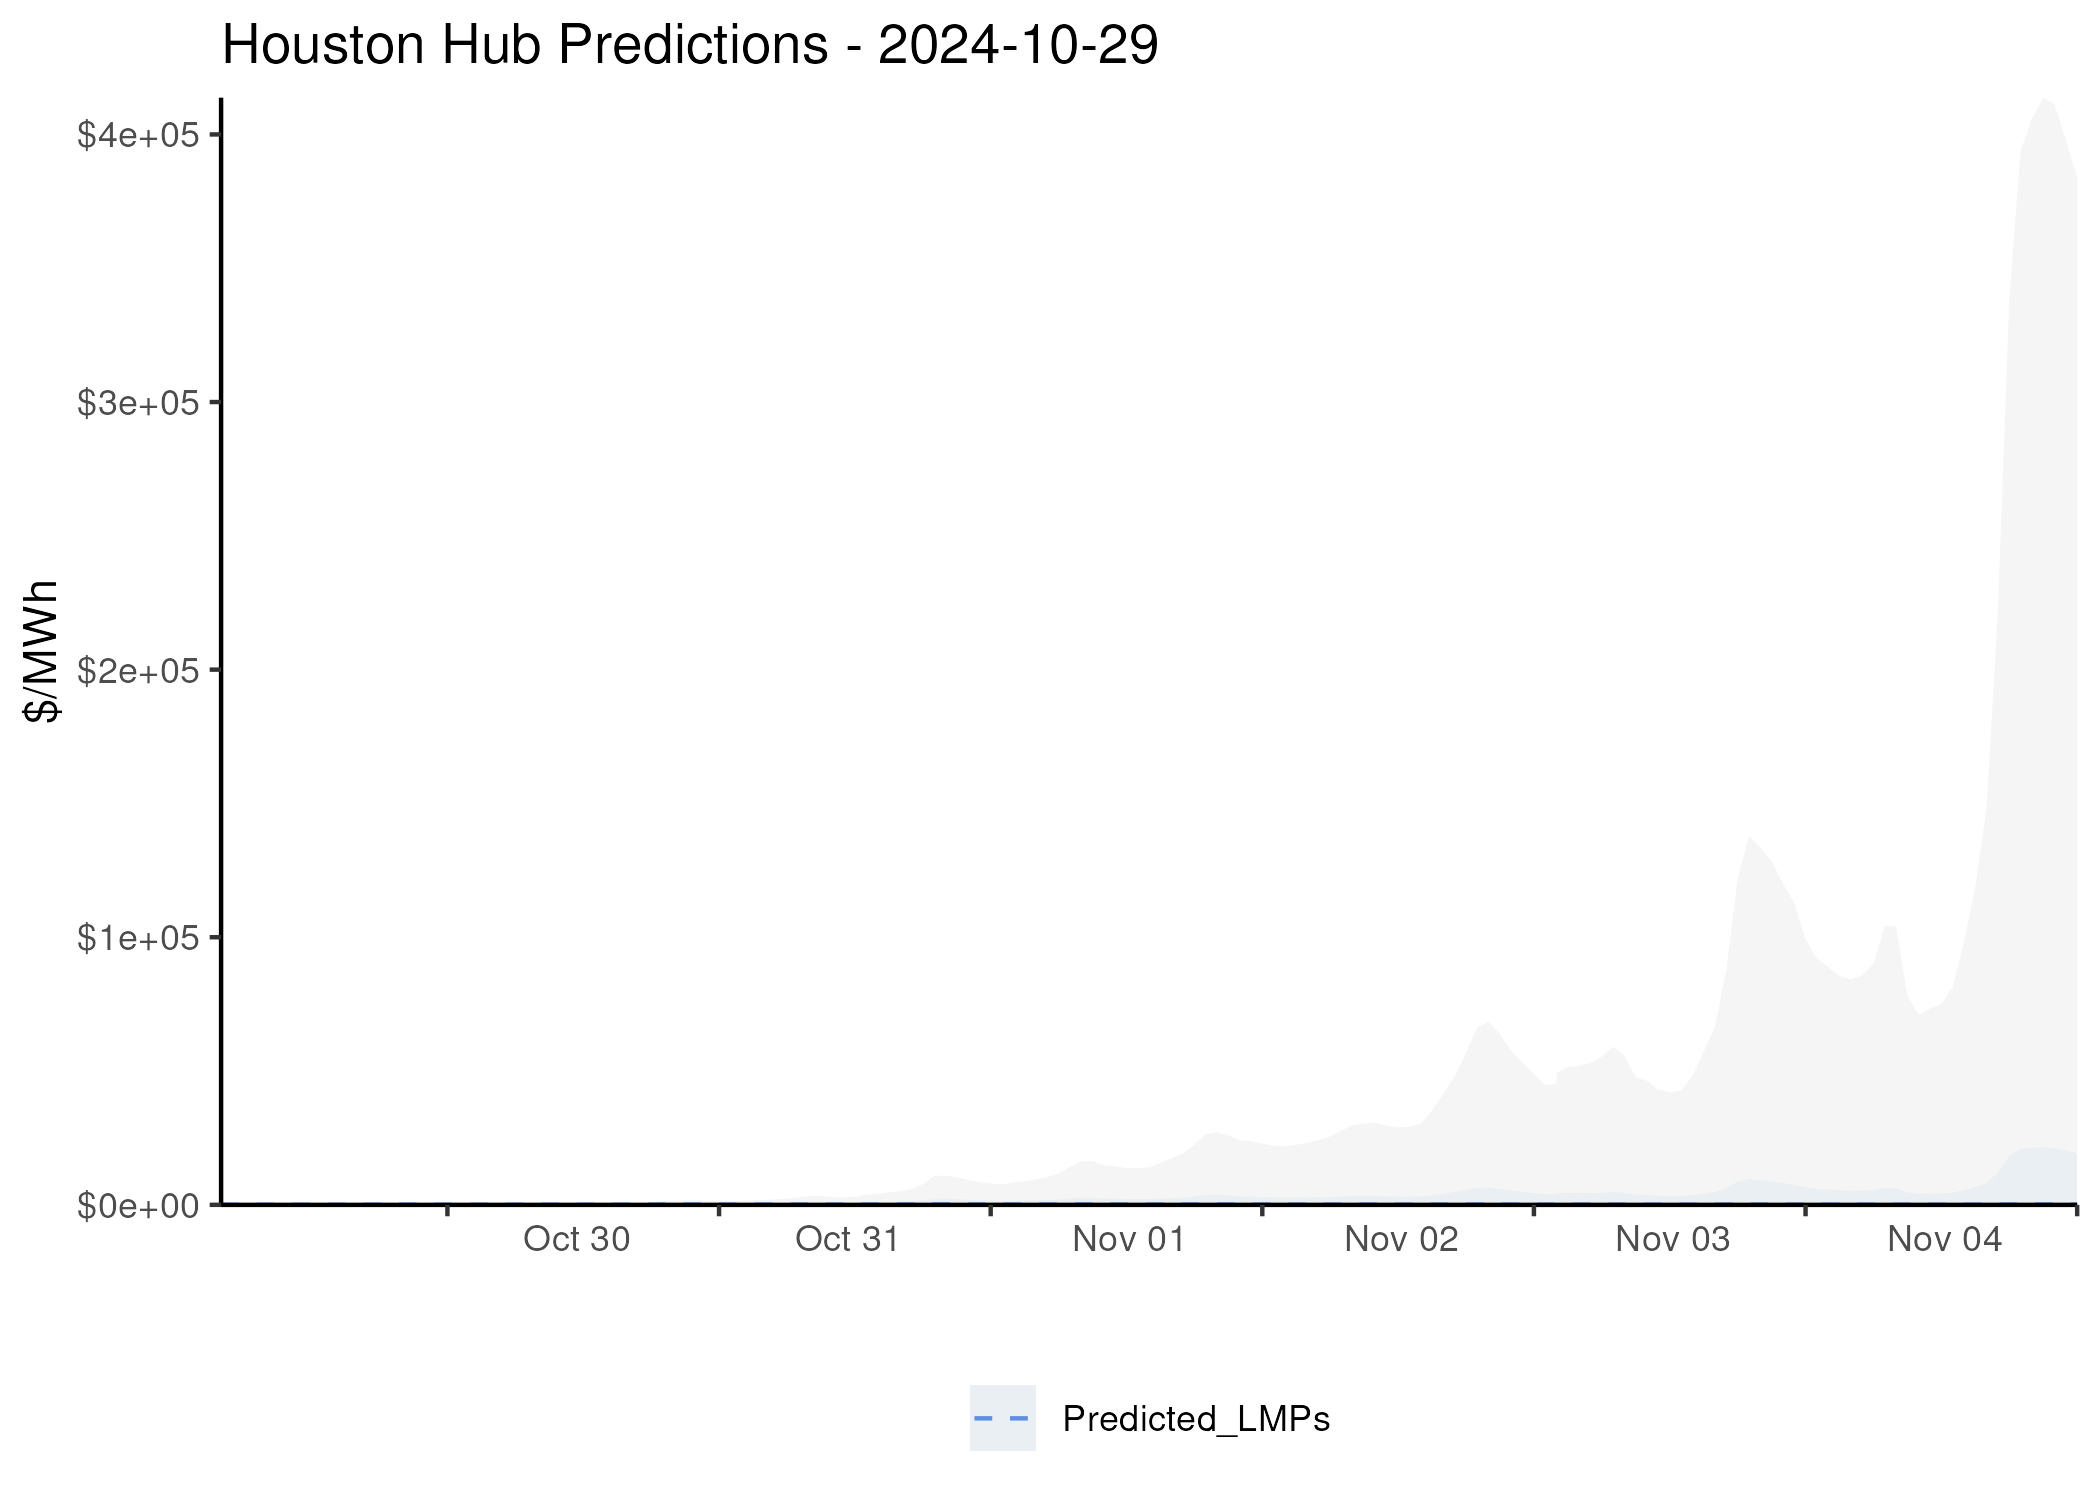 Houston Hub Predictions - 2024-10-29
$/MWh
$4e+05
$3e+05
$2e+05
$1e+05
$0e+00
Oct 30 Oct 31 Nov 01 Nov 02 Nov 03 Nov 04
Predicted_LMPs